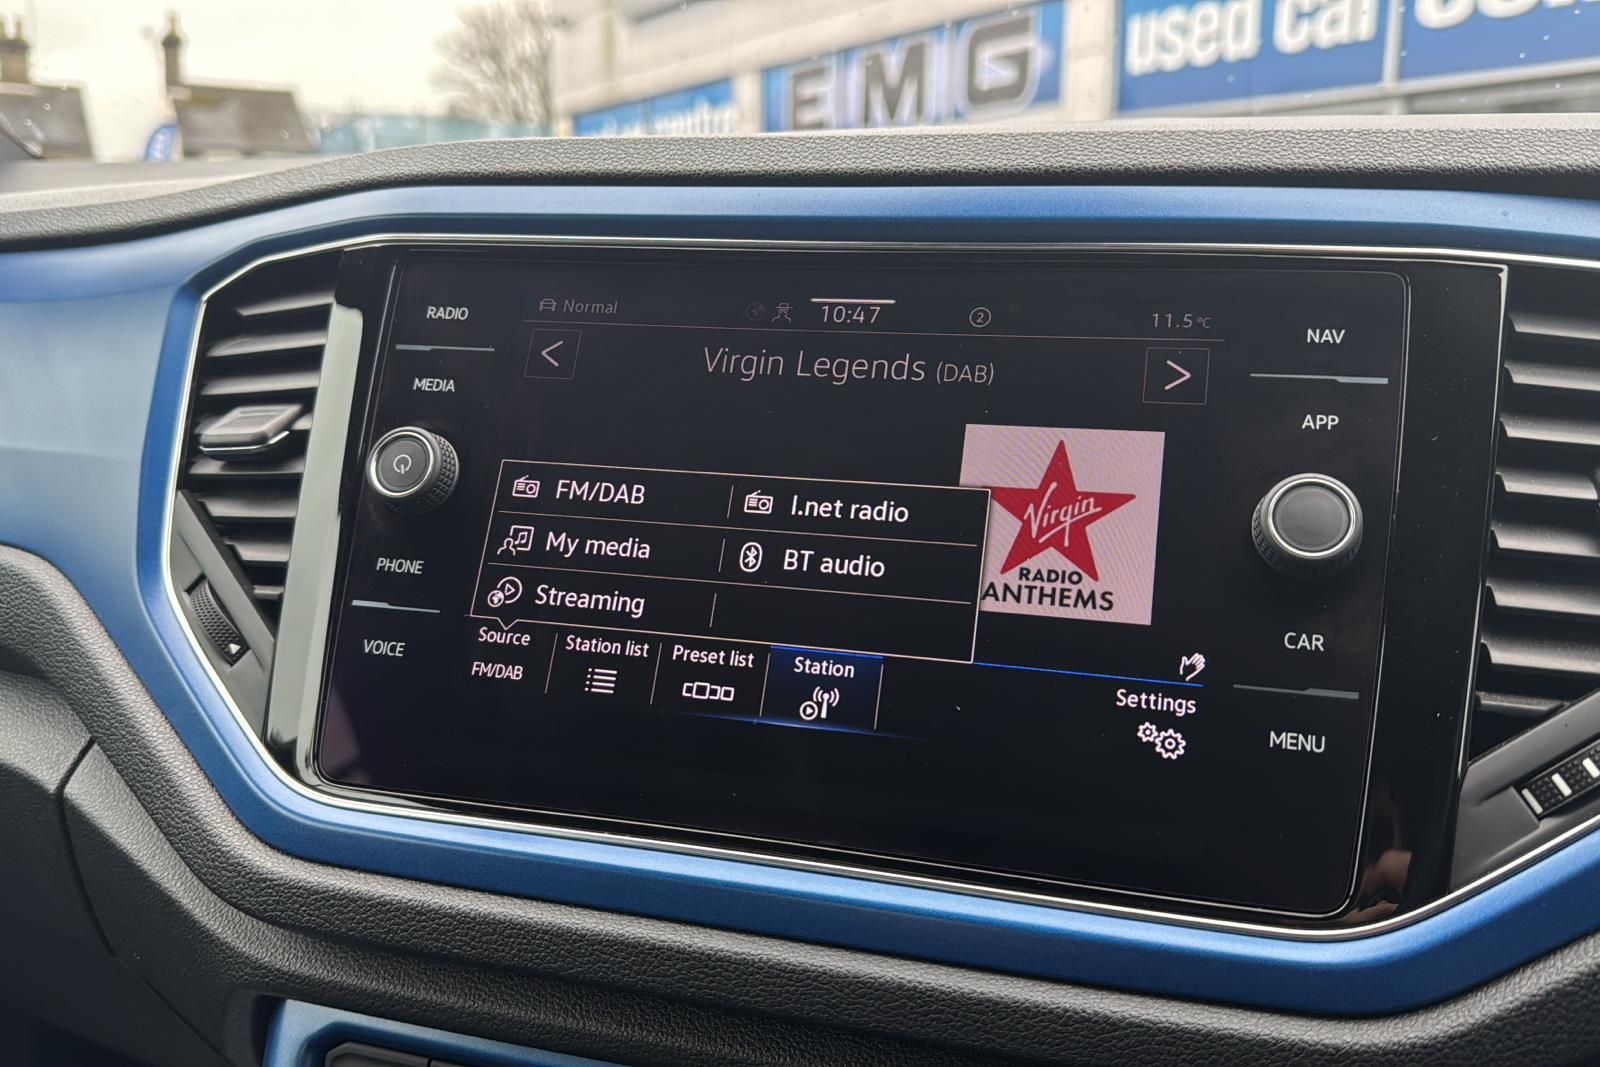 EMG
used car
RADIO
MEDIA
PHONE
VOICE
Normal
10:47
2
11.5°C
Virgin Legends (DAB)
FM/DAB
I.net radio
My media
BT audio
Streaming
Virgin
RADIO
ANTHEMS
Source
FM/DAB
Station list
Preset list
Station
Settings
NAV
APP
CAR
MENU